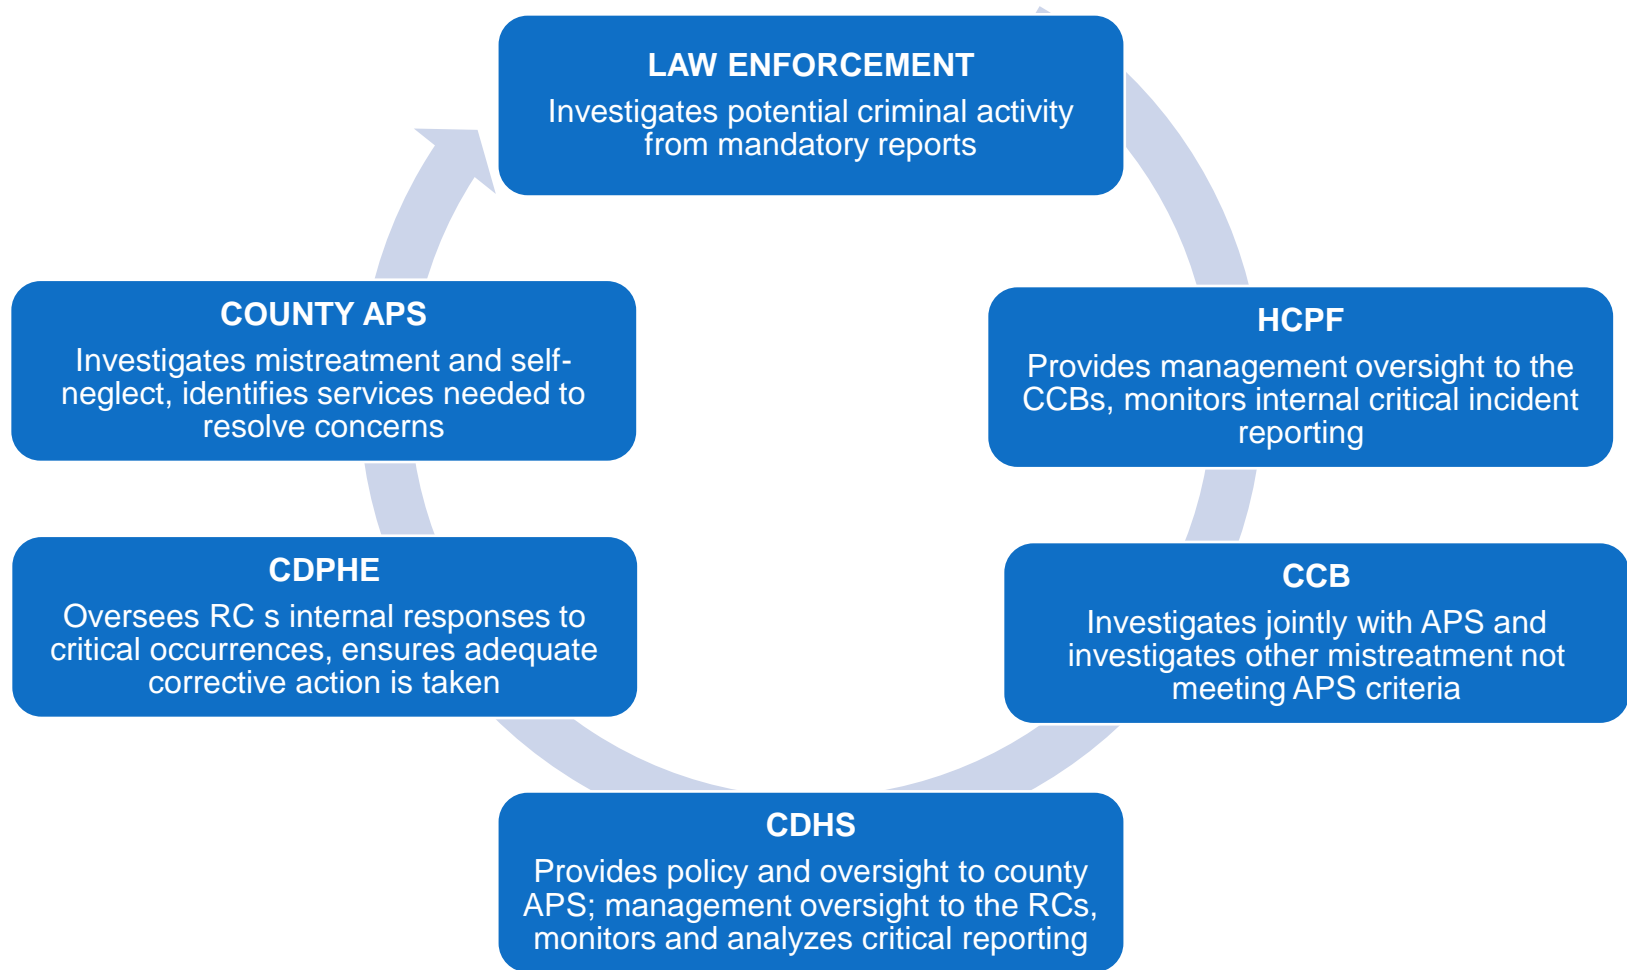 LAW ENFORCEMENT
Investigates potential criminal activity
from mandatory reports
HCPF
Provides management oversight to the
CCBs, monitors internal critical incident
reporting
CCB
Investigates jointly with APS and
investigates other mistreatment not
meeting APS criteria
CDHS
Provides policy and oversight to county
APS; management oversight to the RCs,
monitors and analyzes critical reporting
CDPHE
Oversees RC s internal responses to
critical occurrences, ensures adequate
corrective action is taken
COUNTY APS
Investigates mistreatment and self-
neglect, identifies services needed to
resolve concerns